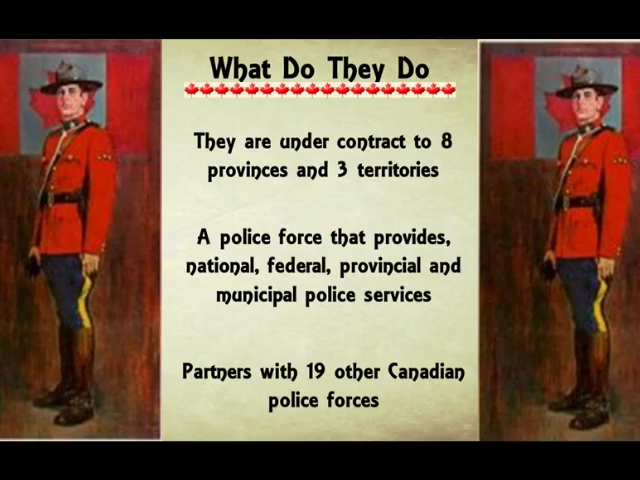 What Do They Do
They are under contract to 8
provinces and 3 territories
A police force that provides,
national, federal, provincial and
municipal police services
Partners with 19 other Canadian
police forces